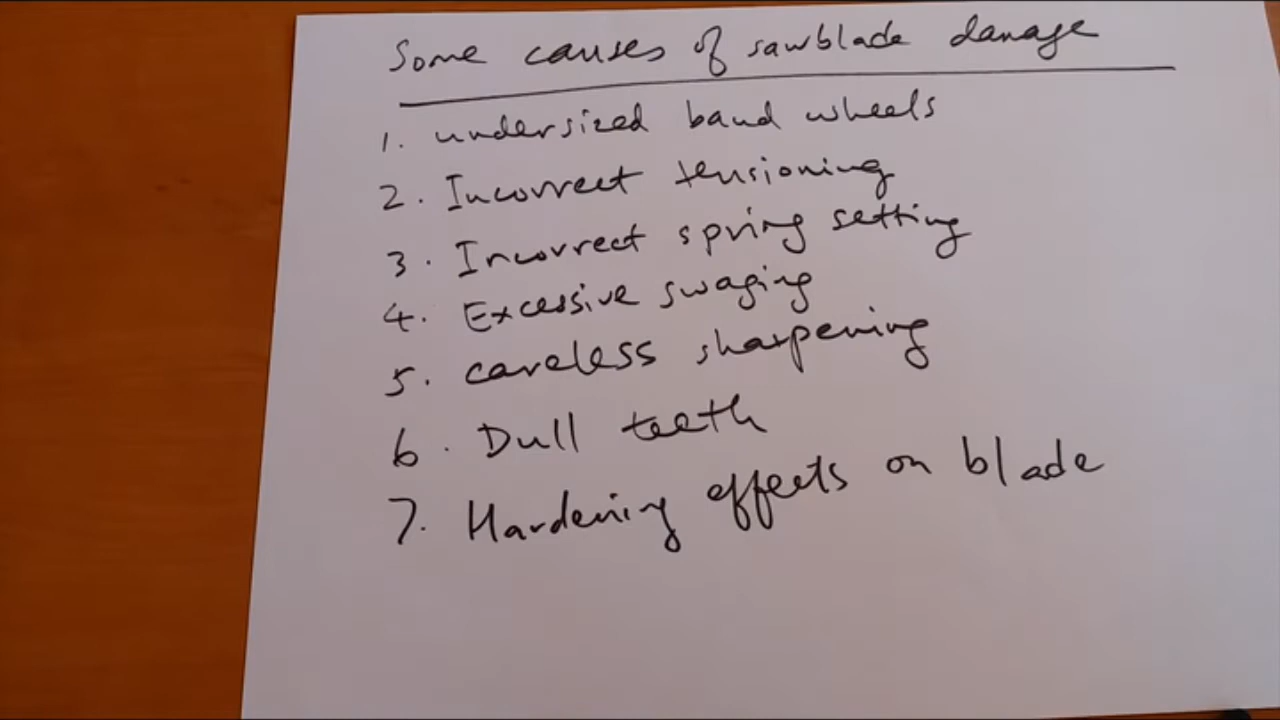 Some causes of sawblade damage
1. undersized band wheels
2. Incorrect tensioning
3. Incorrect spring setting
4. Excessive swaging
5. careless sharpening
6. Dull teeth
7. Hardening effects on blade